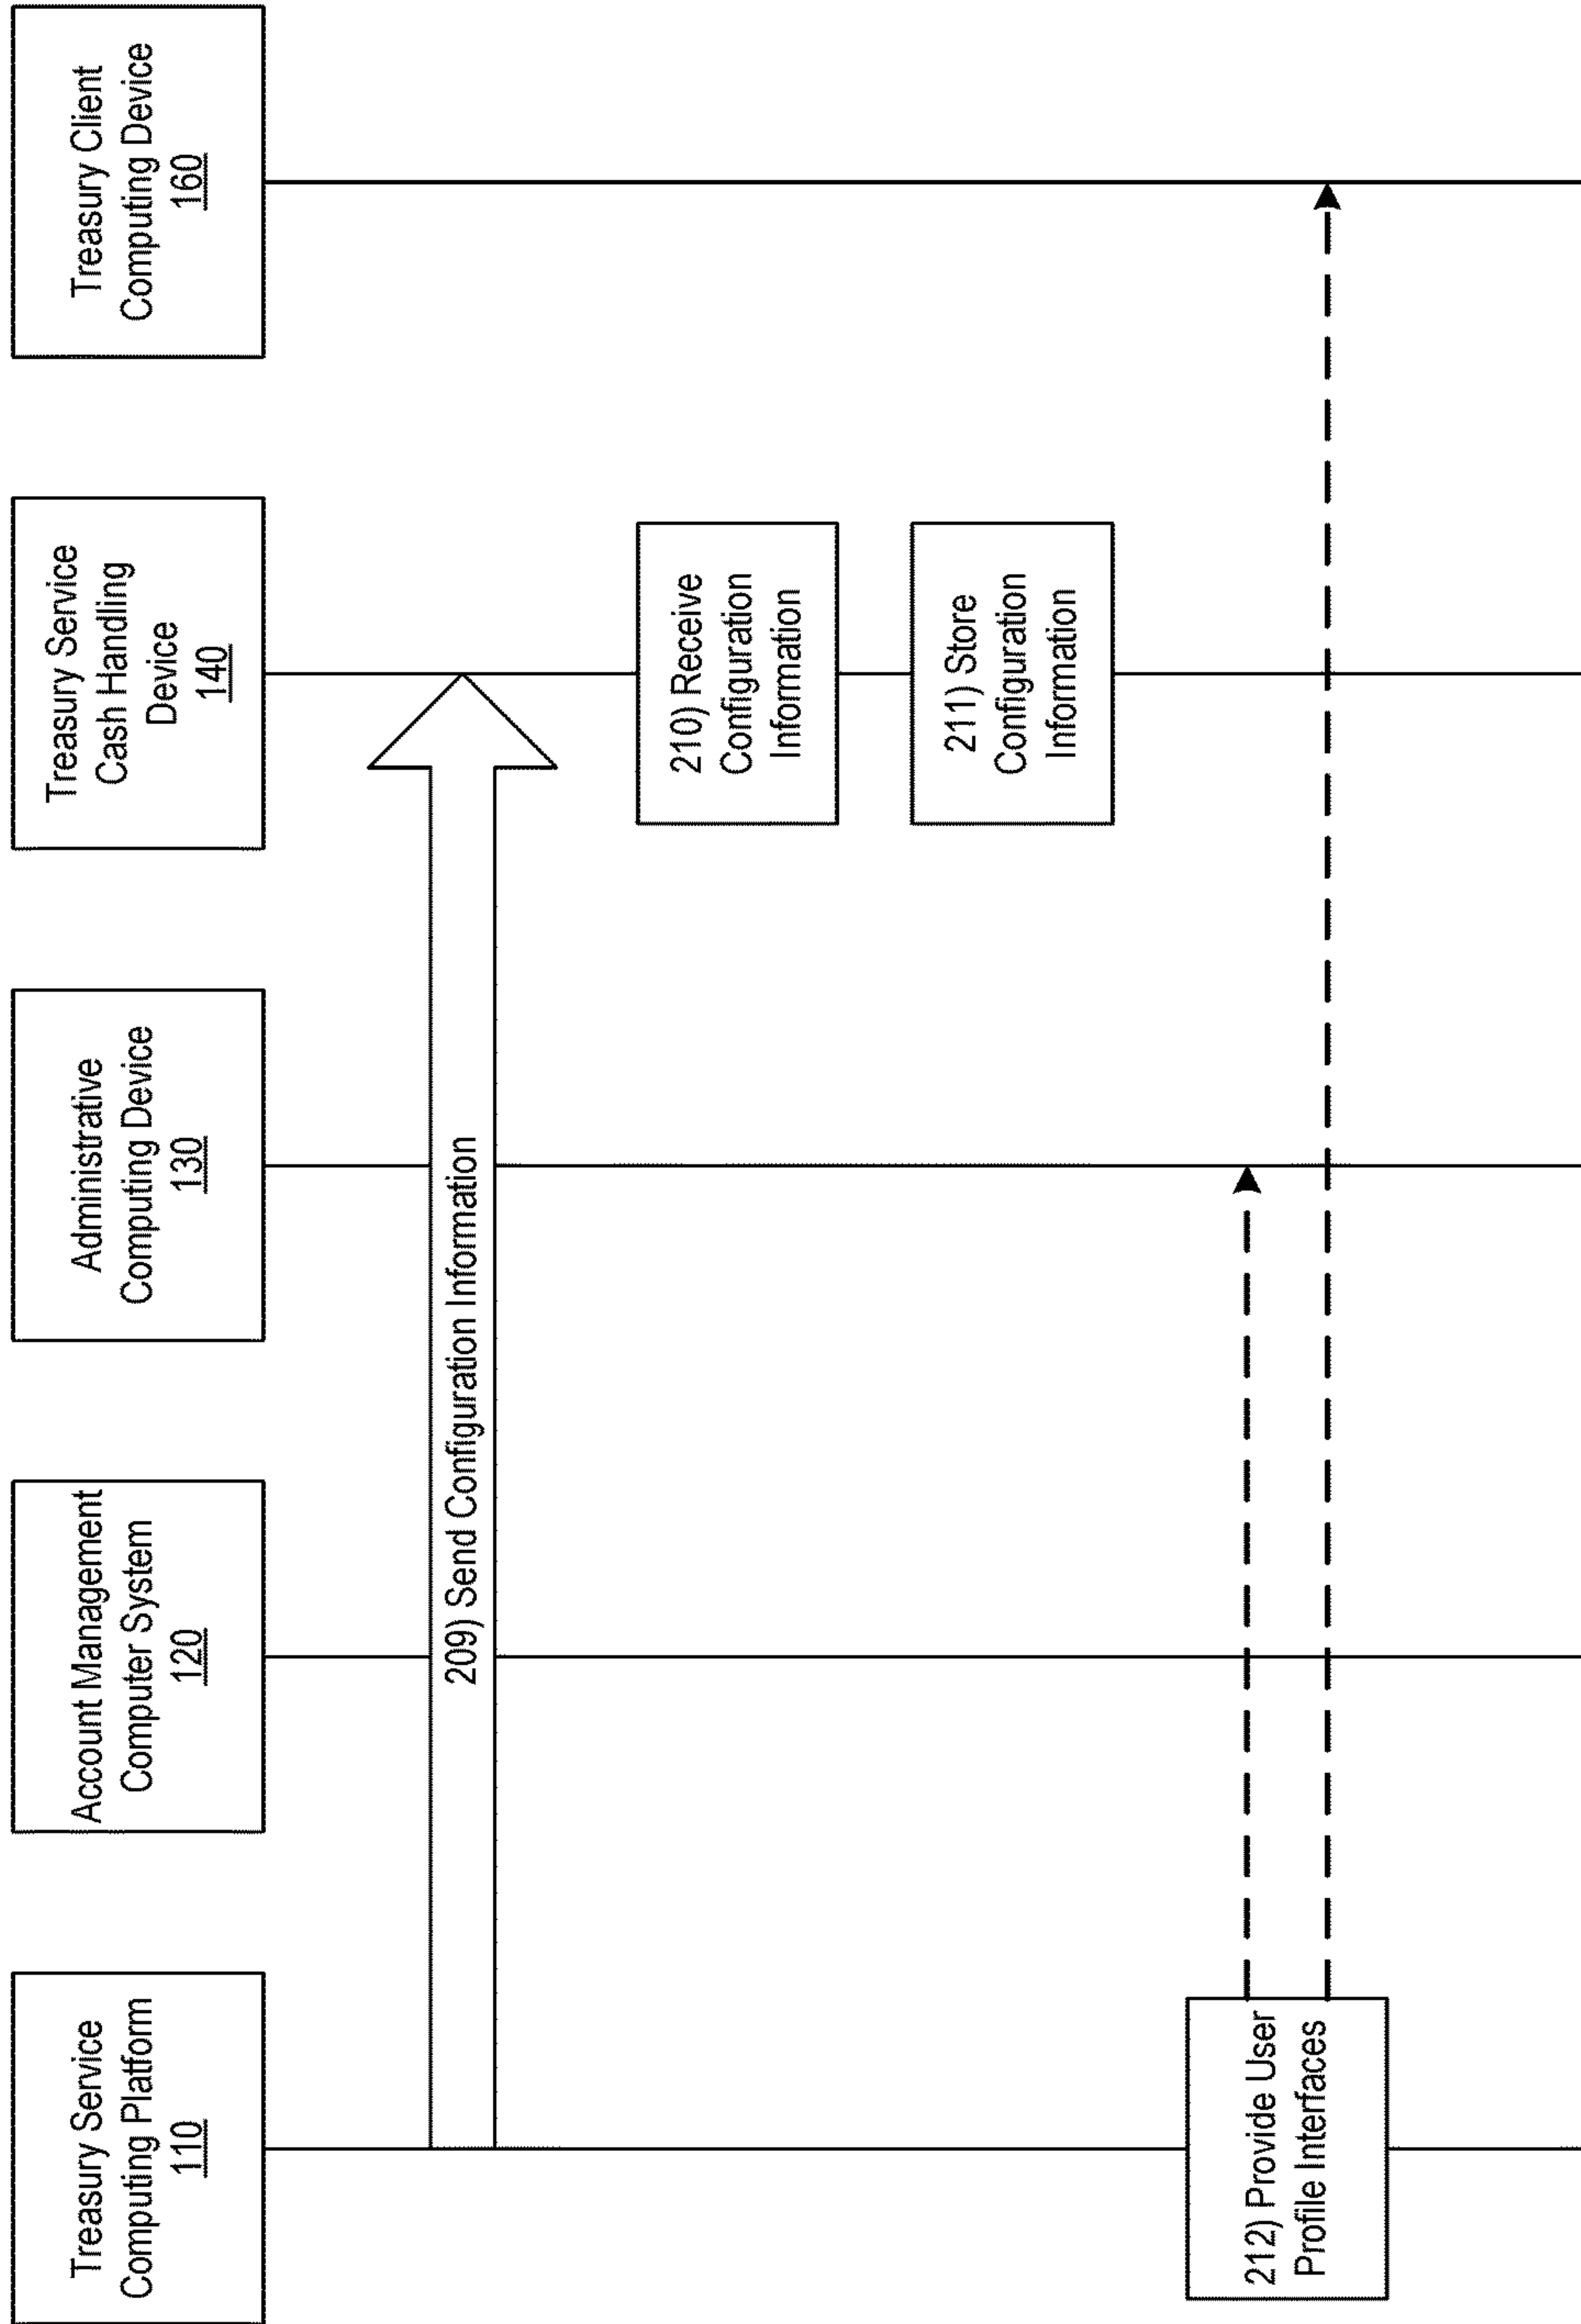 Treasury Service
Computing Platform
110
Account Management
Computer System
120
Administrative
Computing Device
130
Treasury Service
Cash Handling
Device
140
Treasury Client
Computing Device
160
209) Send Configuration Information
210) Receive
Configuration
Information
211) Store
Configuration
Information
212) Provide User
Profile Interfaces